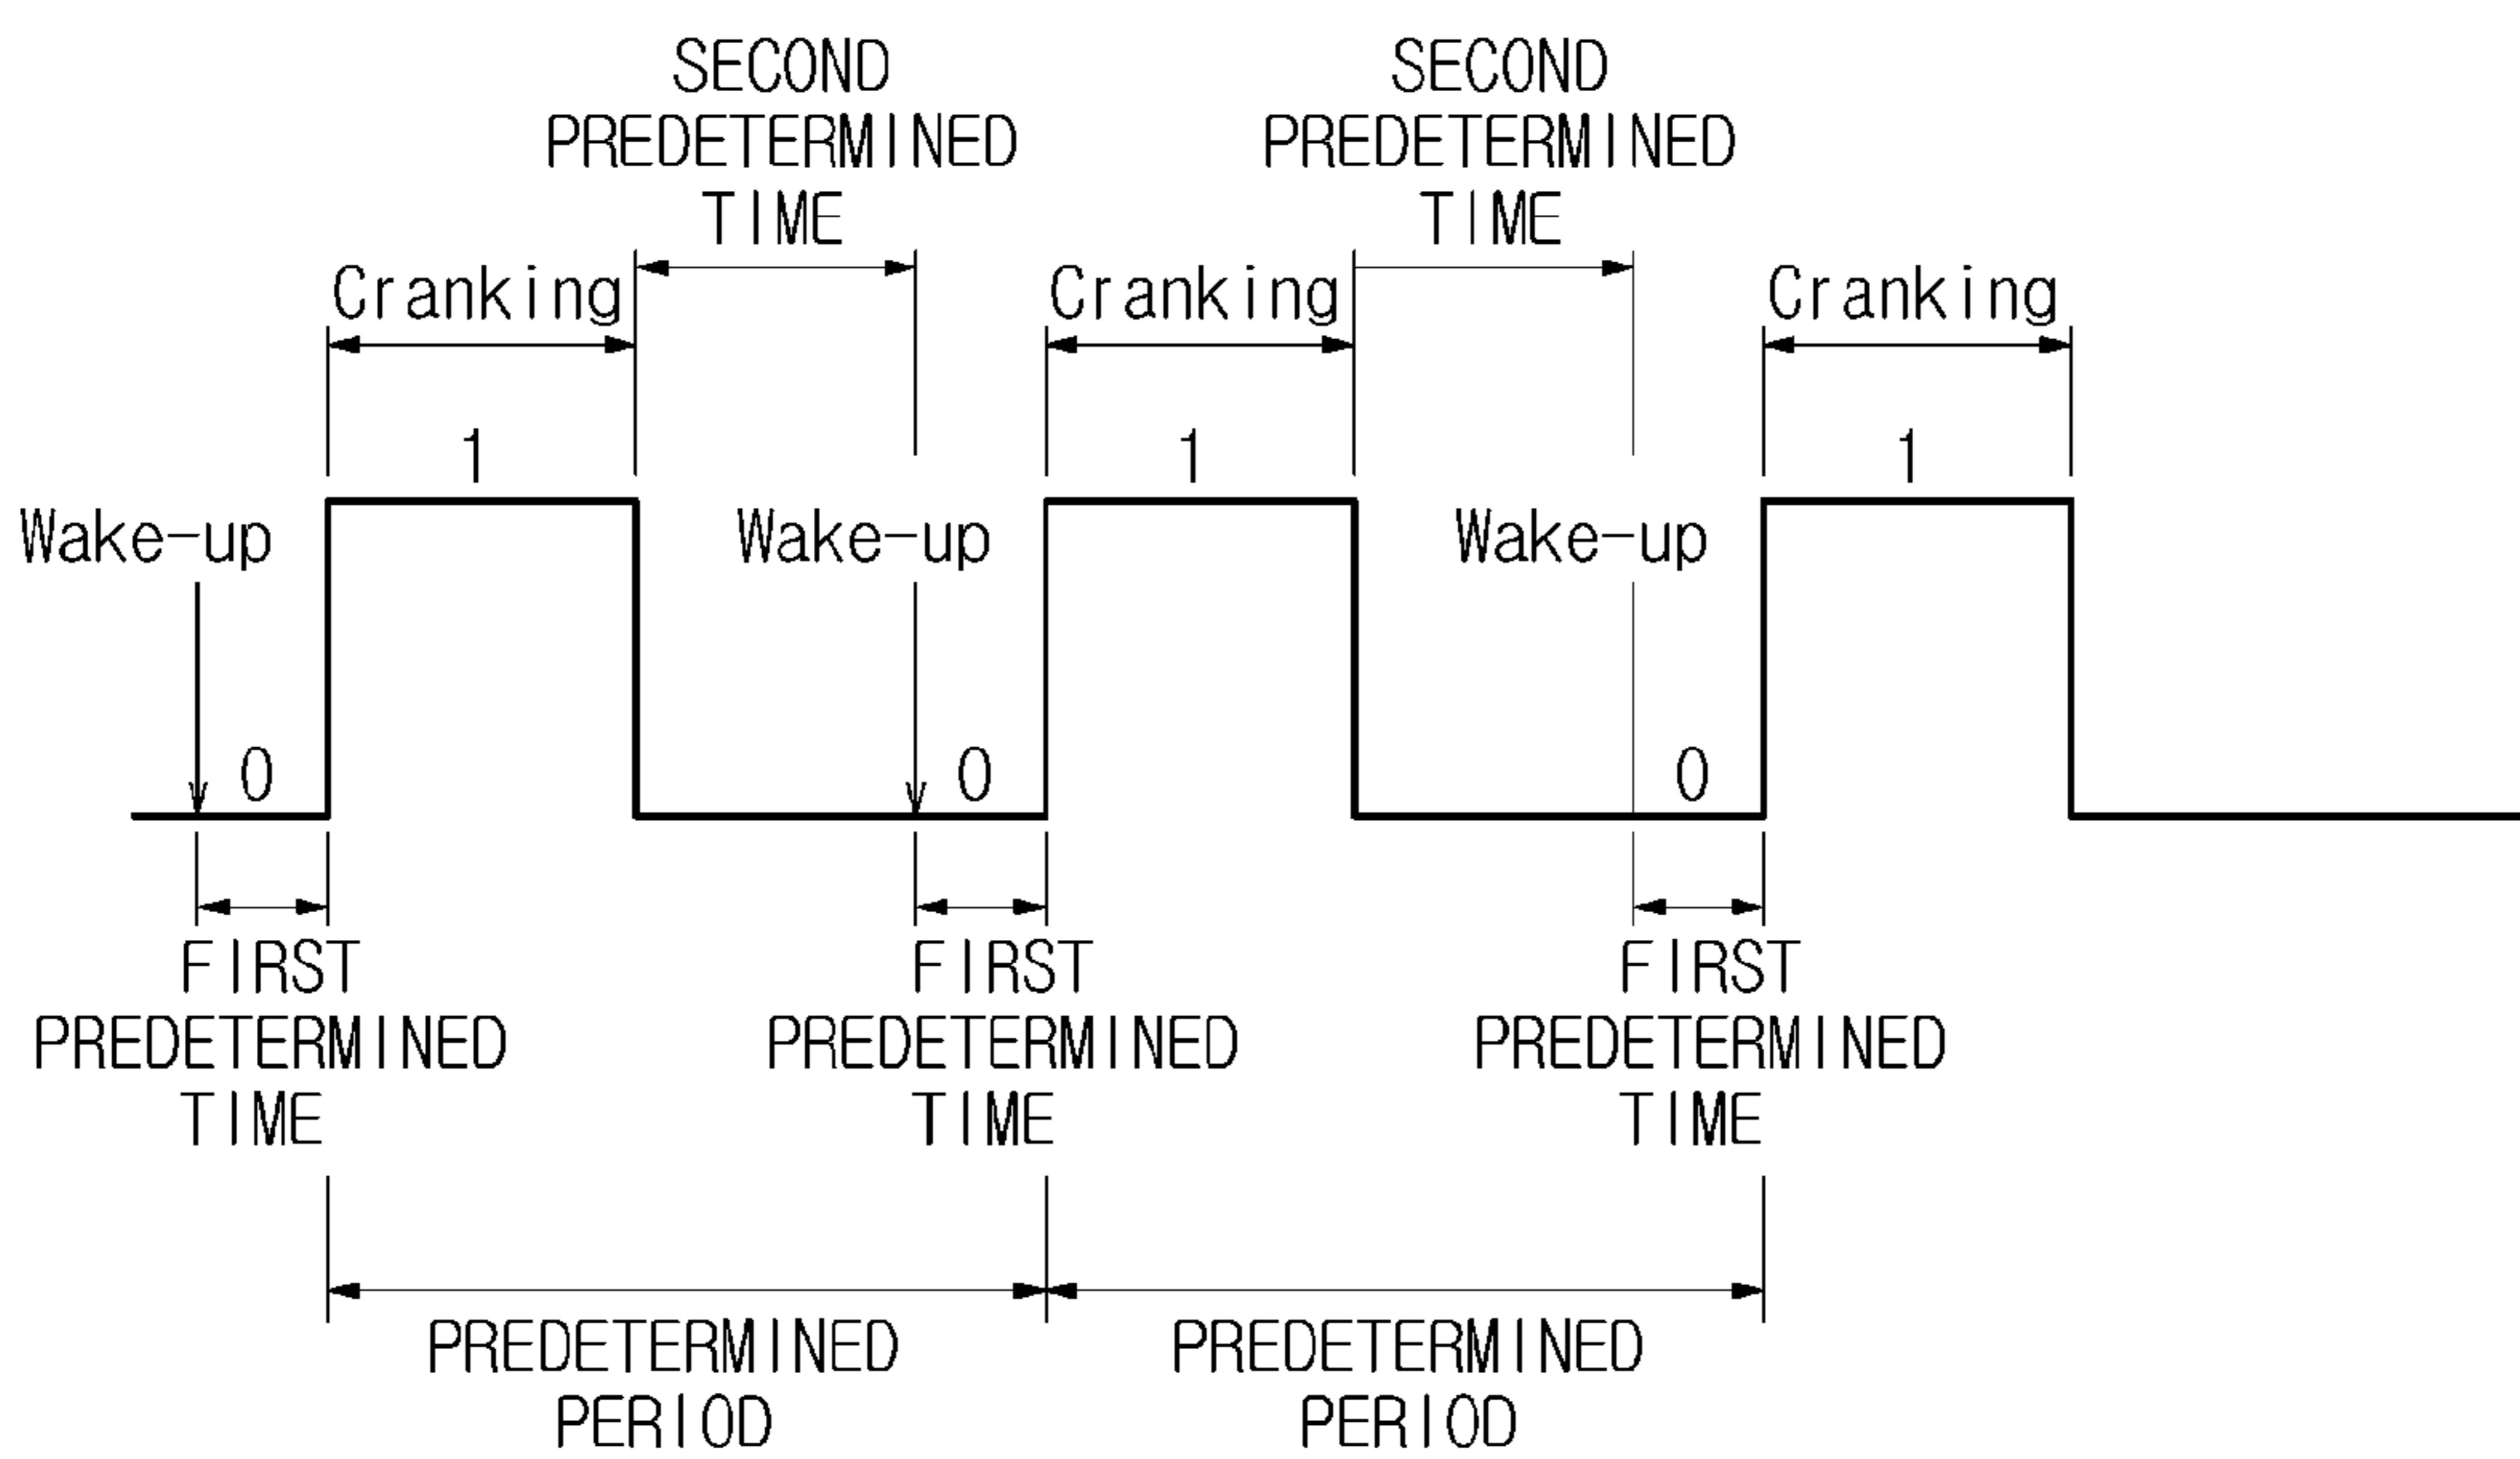 SECOND
PREDETERMINED
TIME
SECOND
PREDETERMINED
TIME
Cranking
Cranking
Cranking
1
1
1
Wake-up
Wake-up
Wake-up
0
0
0
FIRST
PREDETERMINED
TIME
FIRST
PREDETERMINED
TIME
FIRST
PREDETERMINED
TIME
PREDETERMINED
PERIOD
PREDETERMINED
PERIOD